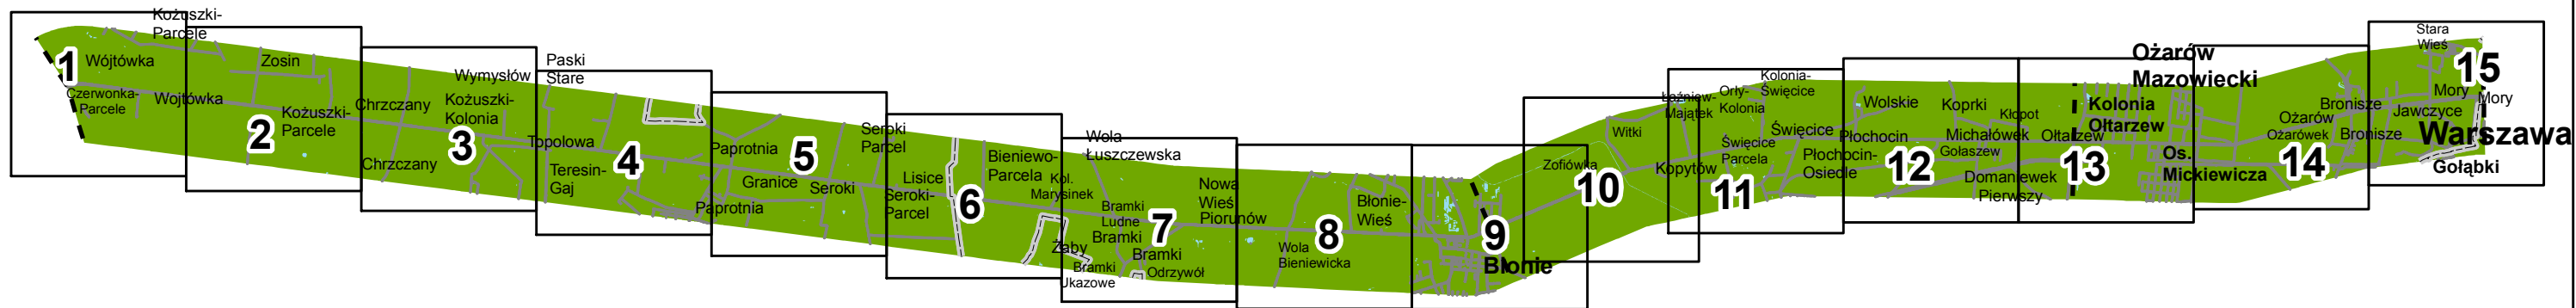 Kożuszki-
Parcele
1
Wójtówka
Czerwonka-
Parcele
Wojtówka
Zosin
Kożuszki-
Parcele
2
Wymysłów
Chrzczany
Kożuszki-
Kolonia
3
Chrzczany
Paski
Stare
Topolowa
Teresin-
Gaj
4
Paprotnia
5
Granice
Paprotnia
Seroki
Seroki
Parcel
Lisice
Seroki-
Parcel
6
Bieniewo-
Parcela
Kol.
Marysinek
Żaby
Wola
Łuszczewska
Bramki
Ludne
Bramki
7
Bramki
Bramki
Ukazowe
Odrzywół
Nowa
Wieś
Piorunów
Wola
Bieniewicka
8
Błonie-
Wieś
9
Błonie
Zofiówka
10
Witki
Łaźniew-
Majątek
Kopytów
Orły-
Kolonia
Kolonia-
Święcice
Święcice
Parcela
Święcice
11
Płochocin-
Osiedle
Płochocin
Wolskie
12
Koprki
Kłopot
Michałówek
Gołaszew
Domaniewek
Pierwszy
Ołtarzew
13
Ożarów
Mazowiecki
Kolonia
Ołtarzew
Os.
Mickiewicza
Ożarów
Ożarówek
14
Bronisze
Bronisze
Stara
Wieś
15
Mory
Mory
Jawczyce
Warszawa
Gołąbki